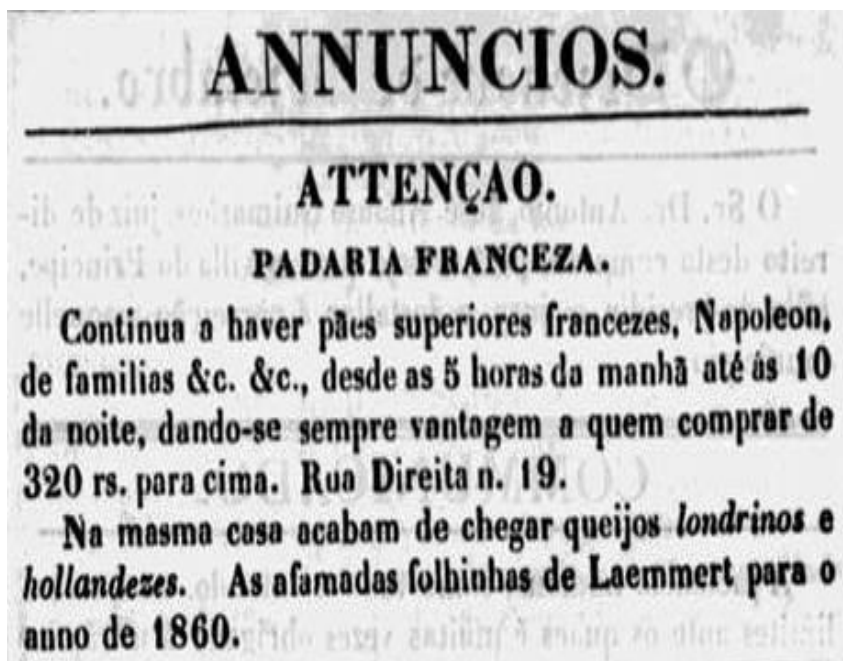 ANNUNCIOS.
ATTENÇAO.
PADARIA FRANCEZA.
Continua a haver pães superiores francezes, Napoleon,
de familias &c. &c., desde as 5 horas da manhã até ás 10
da noite, dando-se sempre vantagem a quem comprar de
320 rs. para cima. Rua Direita n. 19.
Na masma casa acabam de chegar queijos londrinos e
hollandezes. As afamadas folhinhas de Laemmert para o
anno de 1860.